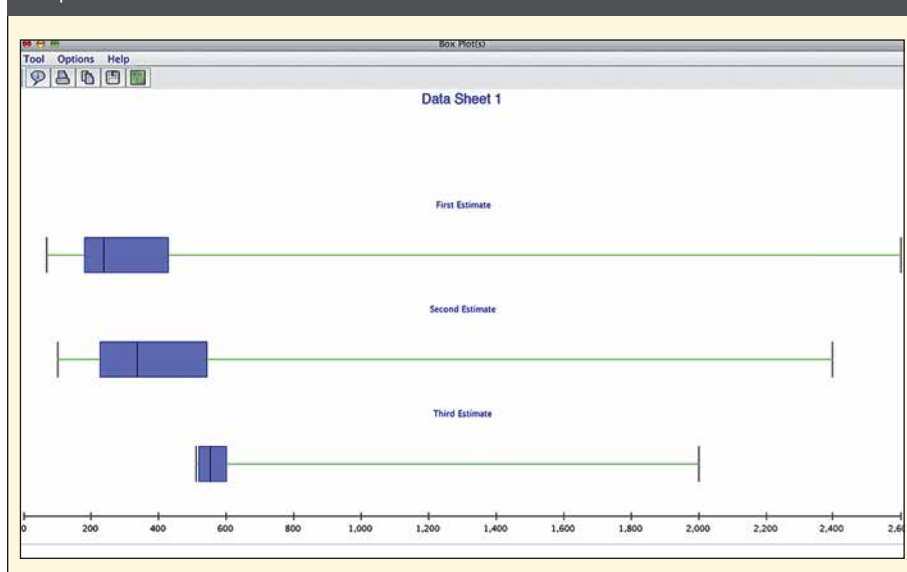 Box Plot(s)
Tool Options Help
Data Sheet 1
First Estimate
Second Estimate
Third Estimate
0 200 400 600 800 1,000 1,200 1,400 1,600 1,800 2,000 2,200 2,400